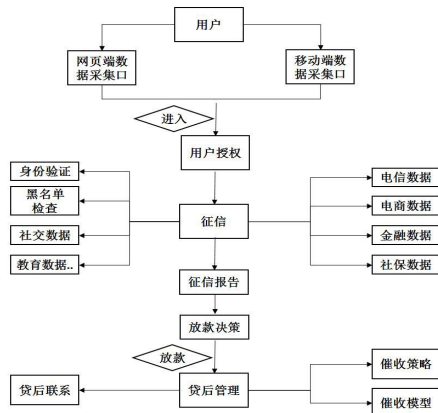 用户
网页端数
据采集口
移动端数
据采集口
进入
用户授权
身份验证
黑名单
检查
社交数据
教育数据..
征信
电信数据
电商数据
金融数据
社保数据
征信报告
放款决策
放款
贷后联系
贷后管理
催收策略
催收模型